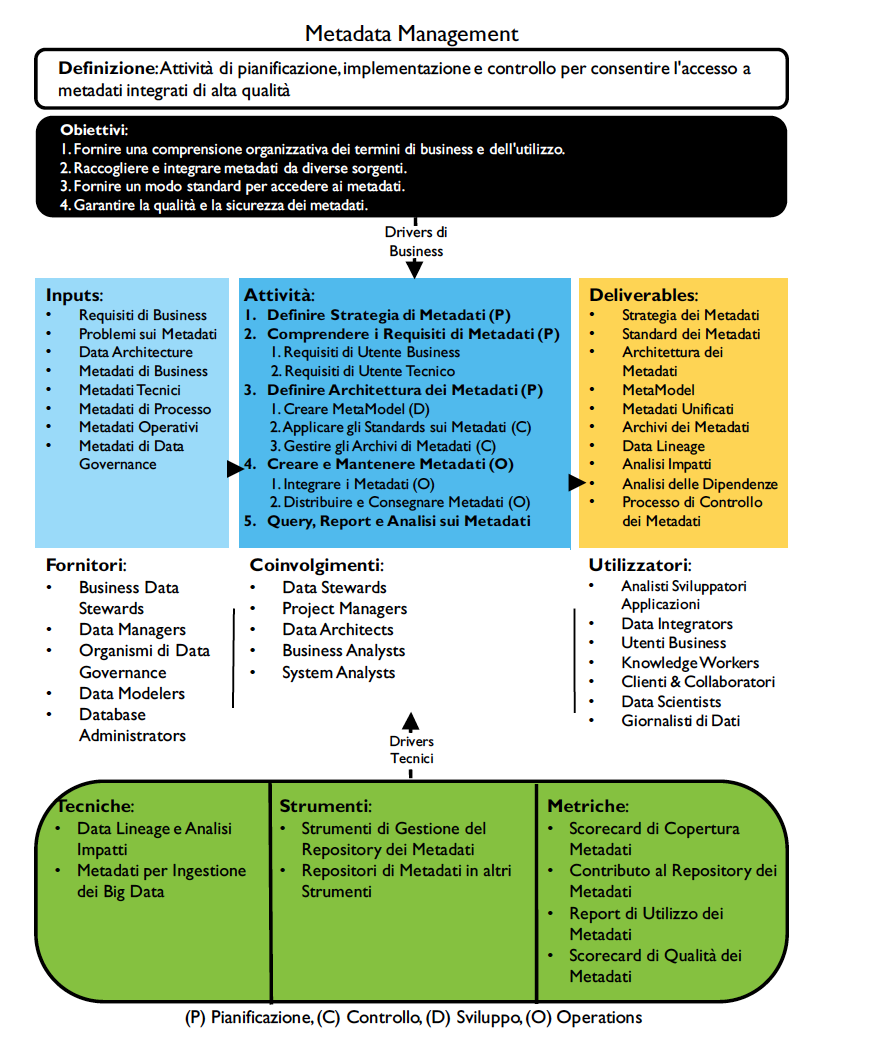 Metadata Management
Definizione: Attività di pianificazione, implementazione e controllo per consentire l'accesso a
metadati integrati di alta qualità
Obiettivi:
1. Fornire una comprensione organizzativa dei termini di business e dell'utilizzo.
2. Raccogliere e integrare metadati da diverse sorgenti.
3. Fornire un modo standard per accedere ai metadati.
4. Garantire la qualità e la sicurezza dei metadati.
Drivers di
Business
Inputs:
• Requisiti di Business
• Problemi sui Metadati
• Data Architecture
• Metadati di Business
• Metadati Tecnici
• Metadati di Processo
• Metadati Operativi
• Metadati di Data
Governance
Attività:
1. Definire Strategia di Metadati (P)
2. Comprendere i Requisiti di Metadati (P)
1. Requisiti di Utente Business
2. Requisiti di Utente Tecnico
3. Definire Architettura dei Metadati (P)
1. Creare MetaModel (D)
2. Applicare gli Standards sui Metadati (C)
3. Gestire gli Archivi di Metadati (C)
4. Creare e Mantenere Metadati (O)
1. Integrare i Metadati (O)
2. Distribuire e Consegnare Metadati (O)
5. Query, Report e Analisi sui Metadati
Deliverables:
• Strategia dei Metadati
• Standard dei Metadati
• Architettura dei
Metadati
• MetaModel
• Metadati Unificati
• Archivi dei Metadati
• Data Lineage
• Analisi Impatti
• Analisi delle Dipendenze
• Processo di Controllo
dei Metadati
Fornitori:
• Business Data
Stewards
• Data Managers
• Organismi di Data
Governance
• Data Modelers
• Database
Administrators
Coinvolgimenti:
• Data Stewards
• Project Managers
• Data Architects
• Business Analysts
• System Analysts
Utilizzatori:
• Analisti Sviluppatori
Applicazioni
• Data Integrators
• Utenti Business
• Knowledge Workers
• Clienti & Collaboratori
• Data Scientists
• Giornalisti di Dati
Drivers
Tecnici
Tecniche:
• Data Lineage e Analisi
Impatti
• Metadati per Ingestione
dei Big Data
Strumenti:
• Strumenti di Gestione del
Repository dei Metadati
• Repositori di Metadati in altri
Strumenti
Metriche:
• Scorecard di Copertura
Metadati
• Contributo al Repository dei
Metadati
• Report di Utilizzo dei
Metadati
• Scorecard di Qualità dei
Metadati
(P) Pianificazione, (C) Controllo, (D) Sviluppo, (O) Operations